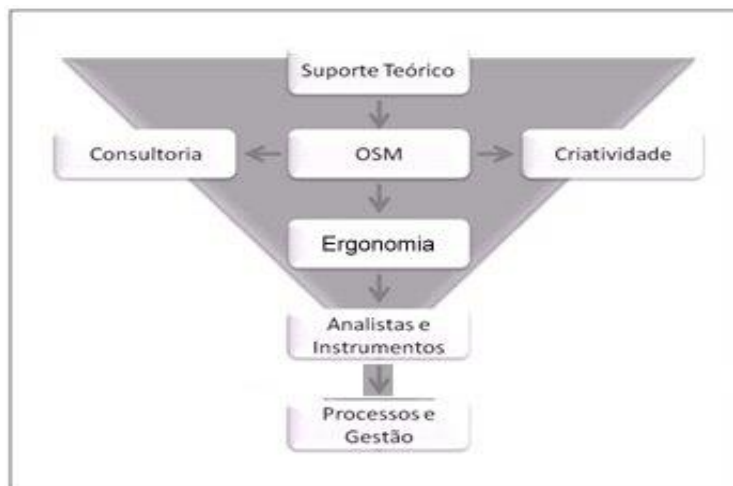 Suporte Teórico
Consultoria
OSM
Criatividade
Ergonomia
Analistas e
Instrumentos
Processos e
Gestão